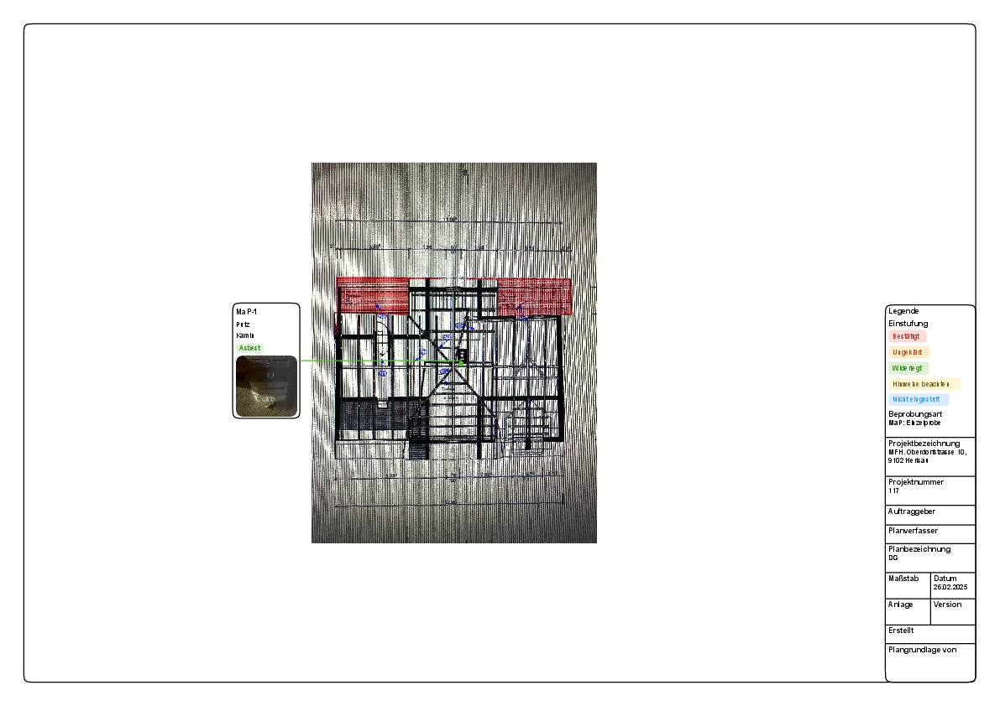 MaP-1
Putz
Kamin
Asbest
Legende
Einstufung
Bestätigt
Ungeklärt
Widerlegt
Hinweise beachten
Nicht eingestuft
Beprobungsart
MaP: Einzelprobe
Projektbezeichnung
MFH. Oberdorfstrasse 10,
9102 Herisau
Projektnummer
117
Auftraggeber
Planverfasser
Planbezeichnung
DG
Maßstab
Datum
26.02.2025
Anlage
Version
Erstellt
Plangrundlage von